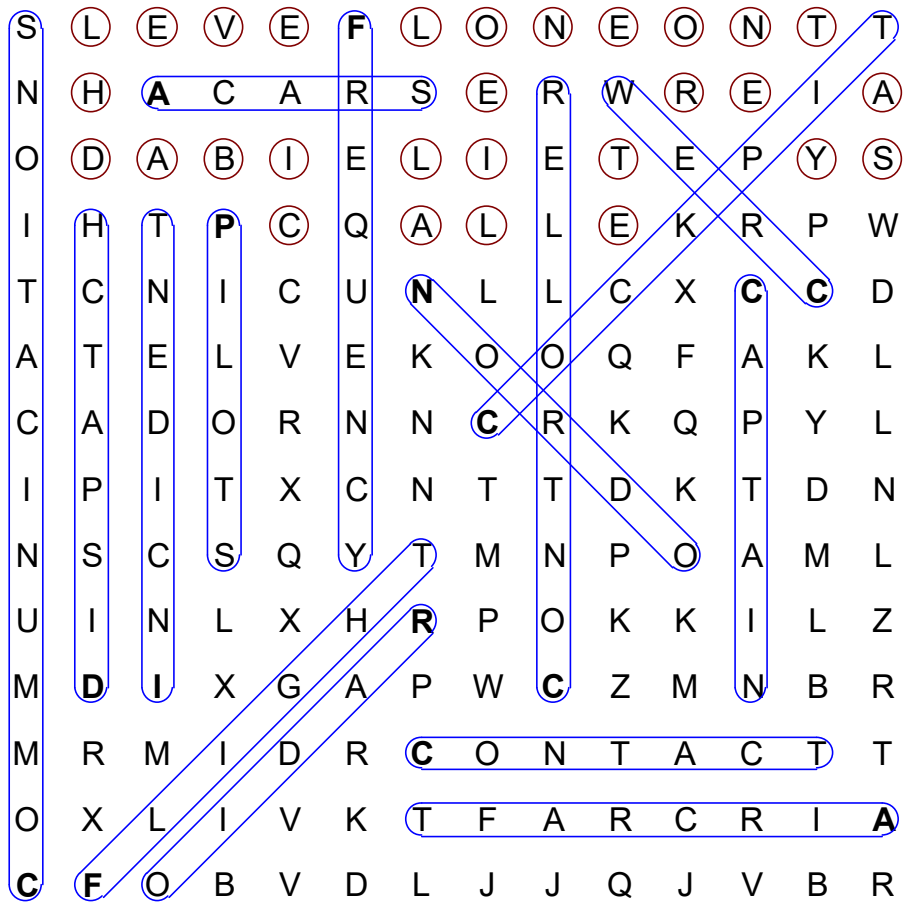 S L E V E F L O N E O N T T
N H A C A R S E R W R E I A
O D A B I E L I E T E P Y S
I H T P C Q A L L E K R P W
T C N I C U N L L C X C C D
A T E L V E K O O Q F A K L
C A D O R N N C R K Q P Y L
I P I T X C N T T D K T D N
N S C S Q Y T M N P O A M L
U I N L X H R P O K K I L Z
M D I X G A P W C Z M N B R
M R M I D R C O N T A C T T
O X L I V K T F A R C R I A
C F O B V D L J J Q J V B R